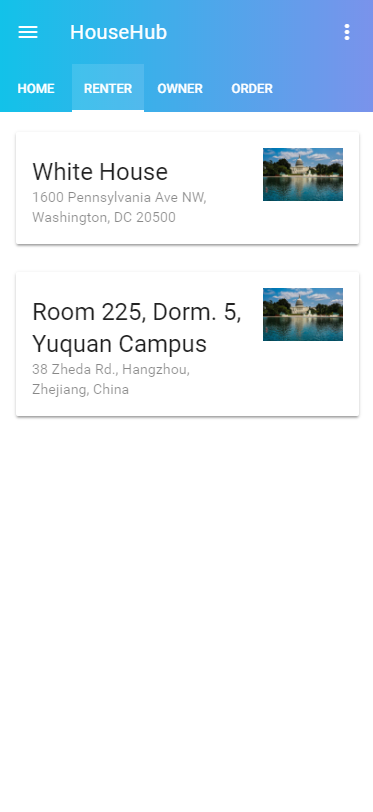 HouseHub
HOME RENTER OWNER ORDER
White House
1600 Pennsylvania Ave NW,
Washington, DC 20500
Room 225, Dorm. 5,
Yuquan Campus
38 Zheda Rd., Hangzhou,
Zhejiang, China